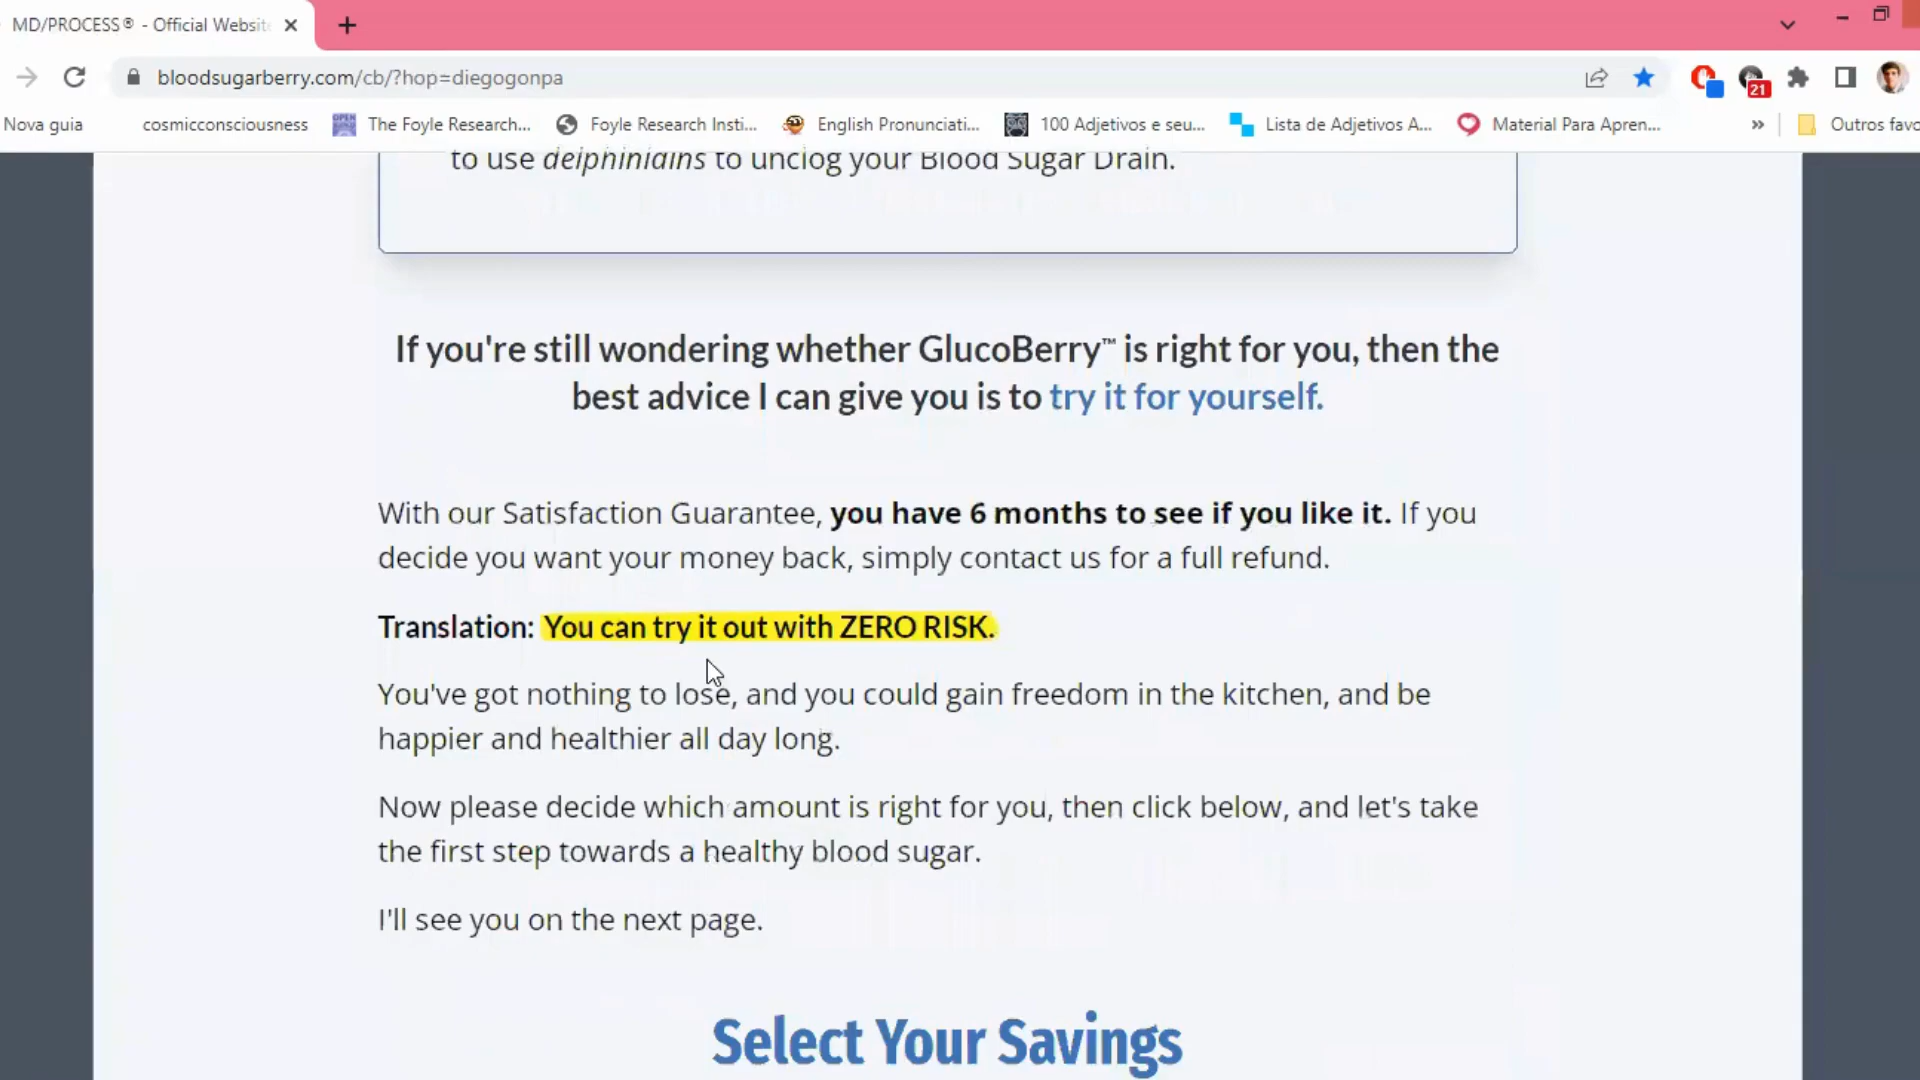 MD/PROCESS® - Official Website
bloodsugarberry.com/cb/?hop=diegogonpa
21
Nova guia
cosmicconsciousness
The Foyle Research...
Foyle Research Insti...
English Pronunciati...
100 Adjetivos e seu...
Lista de Adjetivos A...
Material Para Apren...
»
Outros favo
to use delphinidins to unclog your Blood Sugar Drain.
If you're still wondering whether GlucoBerry™ is right for you, then the
best advice I can give you is to try it for yourself.
With our Satisfaction Guarantee, you have 6 months to see if you like it. If you
decide you want your money back, simply contact us for a full refund.
Translation: You can try it out with ZERO RISK.
You've got nothing to lose, and you could gain freedom in the kitchen, and be
happier and healthier all day long.
Now please decide which amount is right for you, then click below, and let's take
the first step towards a healthy blood sugar.
I'll see you on the next page.
Select Your Savings